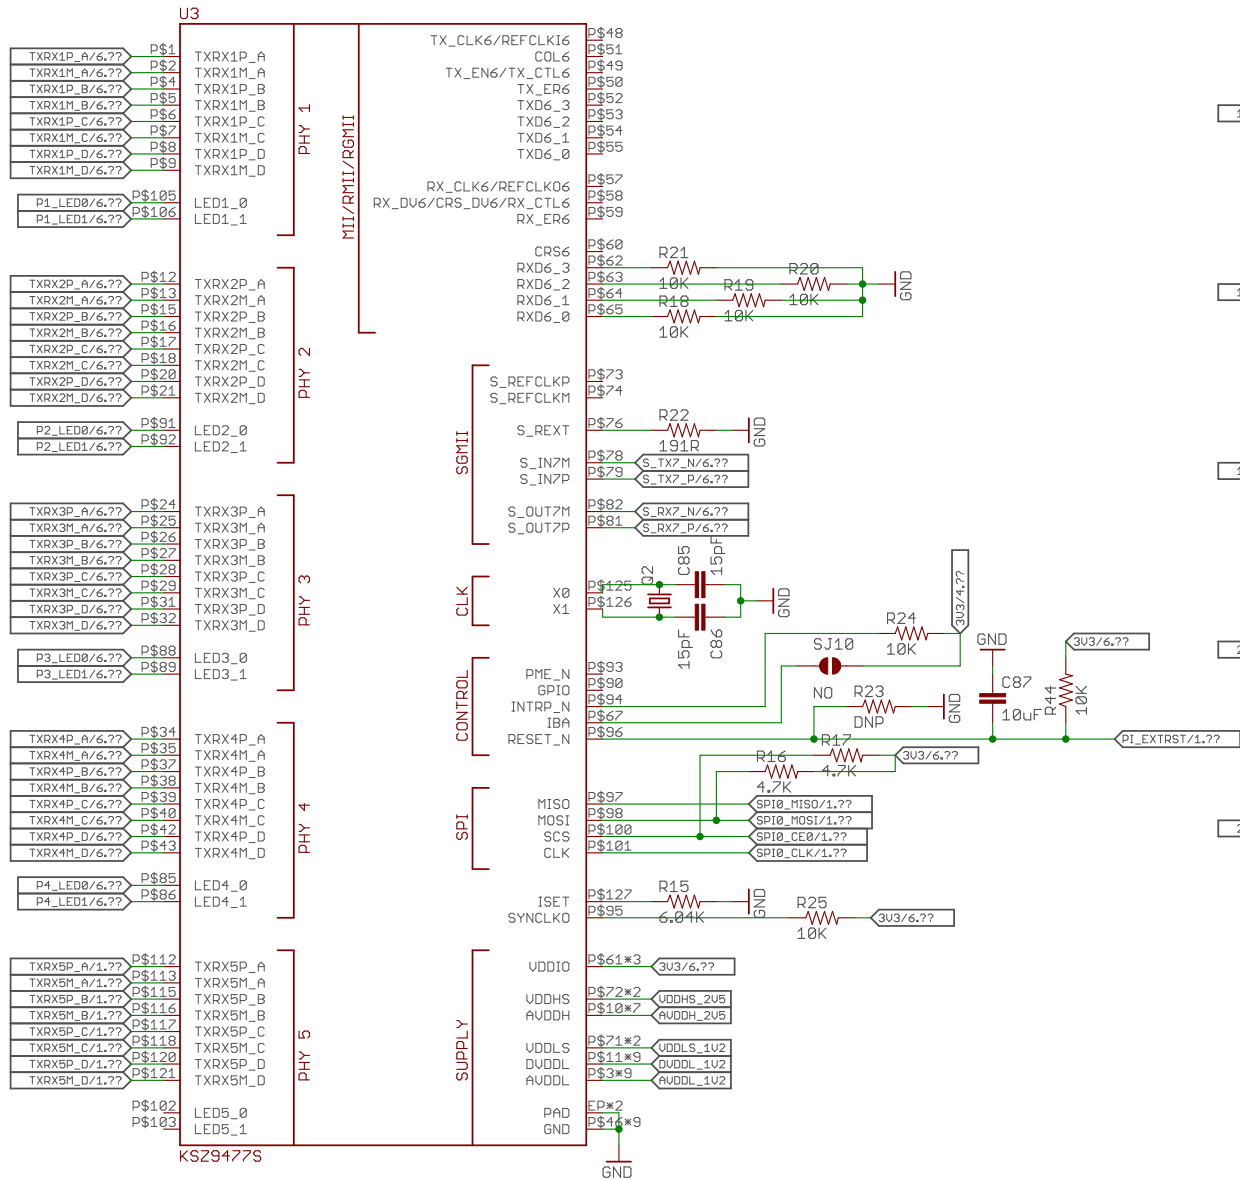 U3
P$1 TXRX1P_A/6.?? TXRX1P_A
P$2 TXRX1M_A/6.?? TXRX1M_A
P$4 TXRX1P_B/6.?? TXRX1P_B
P$5 TXRX1M_B/6.?? TXRX1M_B
P$6 TXRX1P_C/6.?? TXRX1P_C
P$7 TXRX1M_C/6.?? TXRX1M_C
P$8 TXRX1P_D/6.?? TXRX1P_D
P$9 TXRX1M_D/6.?? TXRX1M_D
P$105 P1_LED0/6.?? LED1_0
P$106 P1_LED1/6.?? LED1_1
PHY 1
P$12 TXRX2P_A/6.?? TXRX2P_A
P$13 TXRX2M_A/6.?? TXRX2M_A
P$15 TXRX2P_B/6.?? TXRX2P_B
P$16 TXRX2M_B/6.?? TXRX2M_B
P$17 TXRX2P_C/6.?? TXRX2P_C
P$18 TXRX2M_C/6.?? TXRX2M_C
P$20 TXRX2P_D/6.?? TXRX2P_D
P$21 TXRX2M_D/6.?? TXRX2M_D
P$91 P2_LED0/6.?? LED2_0
P$92 P2_LED1/6.?? LED2_1
PHY 2
P$24 TXRX3P_A/6.?? TXRX3P_A
P$25 TXRX3M_A/6.?? TXRX3M_A
P$26 TXRX3P_B/6.?? TXRX3P_B
P$27 TXRX3M_B/6.?? TXRX3M_B
P$28 TXRX3P_C/6.?? TXRX3P_C
P$29 TXRX3M_C/6.?? TXRX3M_C
P$31 TXRX3P_D/6.?? TXRX3P_D
P$32 TXRX3M_D/6.?? TXRX3M_D
P$88 P3_LED0/6.?? LED3_0
P$89 P3_LED1/6.?? LED3_1
PHY 3
P$34 TXRX4P_A/6.?? TXRX4P_A
P$35 TXRX4M_A/6.?? TXRX4M_A
P$37 TXRX4P_B/6.?? TXRX4P_B
P$38 TXRX4M_B/6.?? TXRX4M_B
P$39 TXRX4P_C/6.?? TXRX4P_C
P$40 TXRX4M_C/6.?? TXRX4M_C
P$42 TXRX4P_D/6.?? TXRX4P_D
P$43 TXRX4M_D/6.?? TXRX4M_D
P$85 P4_LED0/6.?? LED4_0
P$86 P4_LED1/6.?? LED4_1
PHY 4
P$112 TXRX5P_A/1.?? TXRX5P_A
P$113 TXRX5M_A/1.?? TXRX5M_A
P$115 TXRX5P_B/1.?? TXRX5P_B
P$116 TXRX5M_B/1.?? TXRX5M_B
P$117 TXRX5P_C/1.?? TXRX5P_C
P$118 TXRX5M_C/1.?? TXRX5M_C
P$120 TXRX5P_D/1.?? TXRX5P_D
P$121 TXRX5M_D/1.?? TXRX5M_D
P$102 LED5_0
P$103 LED5_1
PHY 5
KSZ9477S
MII/RMII/RGMII
TX_CLK6/REFCLKI6 P$48
COL6 P$51
TX_EN6/TX_CTL6 P$49
TX_ER6 P$50
TXD6_3 P$52
TXD6_2 P$53
TXD6_1 P$54
TXD6_0 P$55
RX_CLK6/REFCLKO6 P$57
RX_DV6/CRS_DV6/RX_CTL6 P$58
RX_ER6 P$59
CRS6 P$60
RXD6_3 P$62 R21 10K
RXD6_2 P$63 R20 10K GND
RXD6_1 P$64 R19 10K
RXD6_0 P$65 R18 10K
SGMII
S_REFCLKP P$73
S_REFCLKM P$74
S_REXT P$76 R22 191R GND
S_IN7M P$78 S_TX7_N/6.??
S_IN7P P$79 S_TX7_P/6.??
S_OUT7M P$82 S_RX7_N/6.??
S_OUT7P P$81 S_RX7_P/6.??
CLK
XO P$125 Q2 C85 15pF
XI P$126 15pF C86 GND
CONTROL
PME_N P$93
GPIO P$90
INTRP_N P$94 R24 10K 3V3/4.??
IBA P$67 SJ10 NO
RESET_N P$96 R23 DNP GND
GND C87 10uF
3V3/6.?? R44 10K
PI_EXTRST/1.??
R17 4.7K 3V3/6.??
R16 4.7K
SPI
MISO P$97 SPI0_MISO/1.??
MOSI P$98 SPI0_MOSI/1.??
SCS P$100 SPI0_CE0/1.??
CLK P$101 SPI0_CLK/1.??
ISET P$127 R15 6.04K GND
SYNCLKO P$95 R25 10K 3V3/6.??
SUPPLY
VDDIO P$61*3 3V3/6.??
VDDHS P$72*2 VDDHS_2V5
AVDDH P$10*7 AVDDH_2V5
VDDLS P$71*2 VDDLS_1V2
DVDDL P$11*9 DVDDL_1V2
AVDDL P$3*9 AVDDL_1V2
PAD EP*2
GND P$46*9
GND
1
1
1
2
2